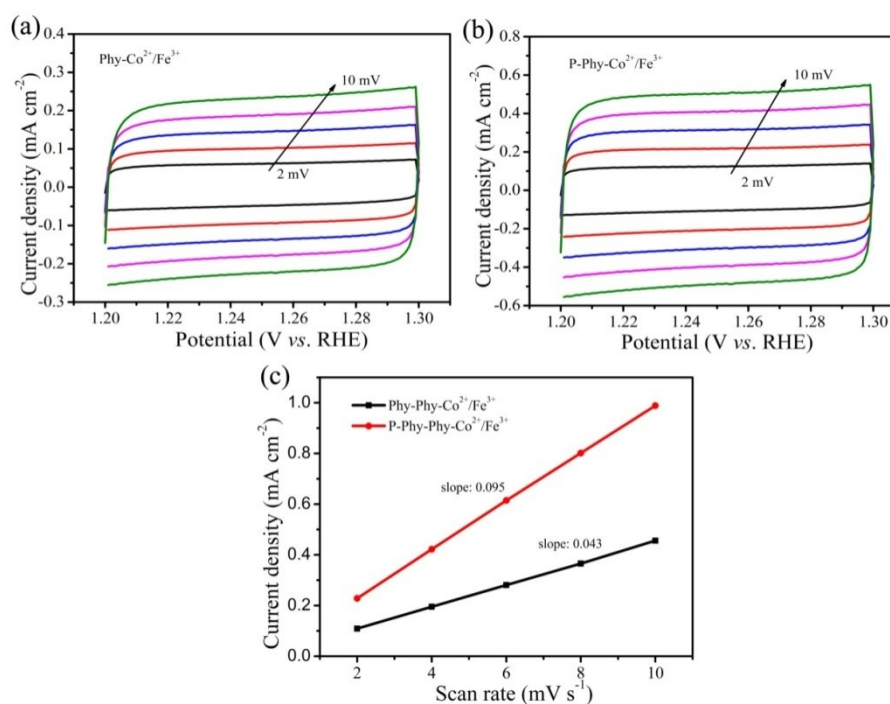 (a)
Phy-Co²⁺/Fe³⁺
10 mV
2 mV
0.4
0.3
0.2
0.1
0.0
-0.1
-0.2
-0.3
1.20 1.22 1.24 1.26 1.28 1.30
Current density (mA cm⁻²)
Potential (V vs. RHE)
(b)
P-Phy-Co²⁺/Fe³⁺
10 mV
2 mV
0.8
0.6
0.4
0.2
0.0
-0.2
-0.4
-0.6
1.20 1.22 1.24 1.26 1.28 1.30
Current density (mA cm⁻²)
Potential (V vs. RHE)
(c)
Phy-Phy-Co²⁺/Fe³⁺
P-Phy-Phy-Co²⁺/Fe³⁺
slope: 0.095
slope: 0.043
1.0
0.8
0.6
0.4
0.2
0.0
2 4 6 8 10
Current density (mA cm⁻²)
Scan rate (mV s⁻¹)